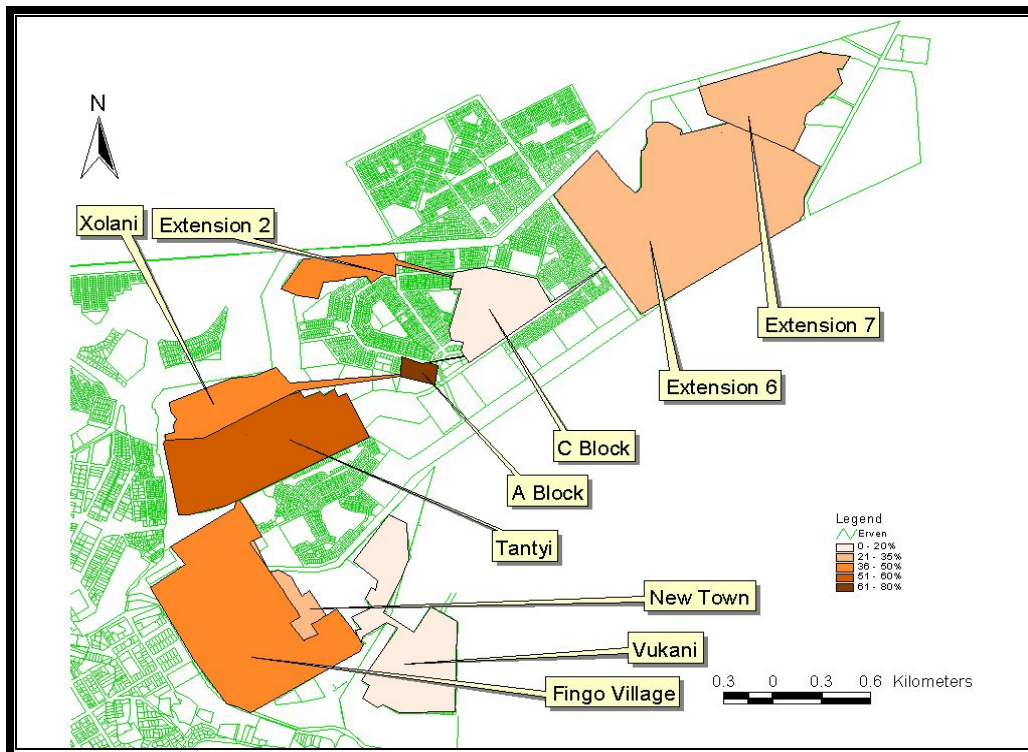 N
Xolani
Extension 2
Extension 7
Extension 6
C Block
A Block
Tantyi
New Town
Vukani
Fingo Village
Legend
Erven
0 - 20%
21 - 35%
36 - 50%
51 - 60%
61 - 80%
0.3 0 0.3 0.6 Kilometers